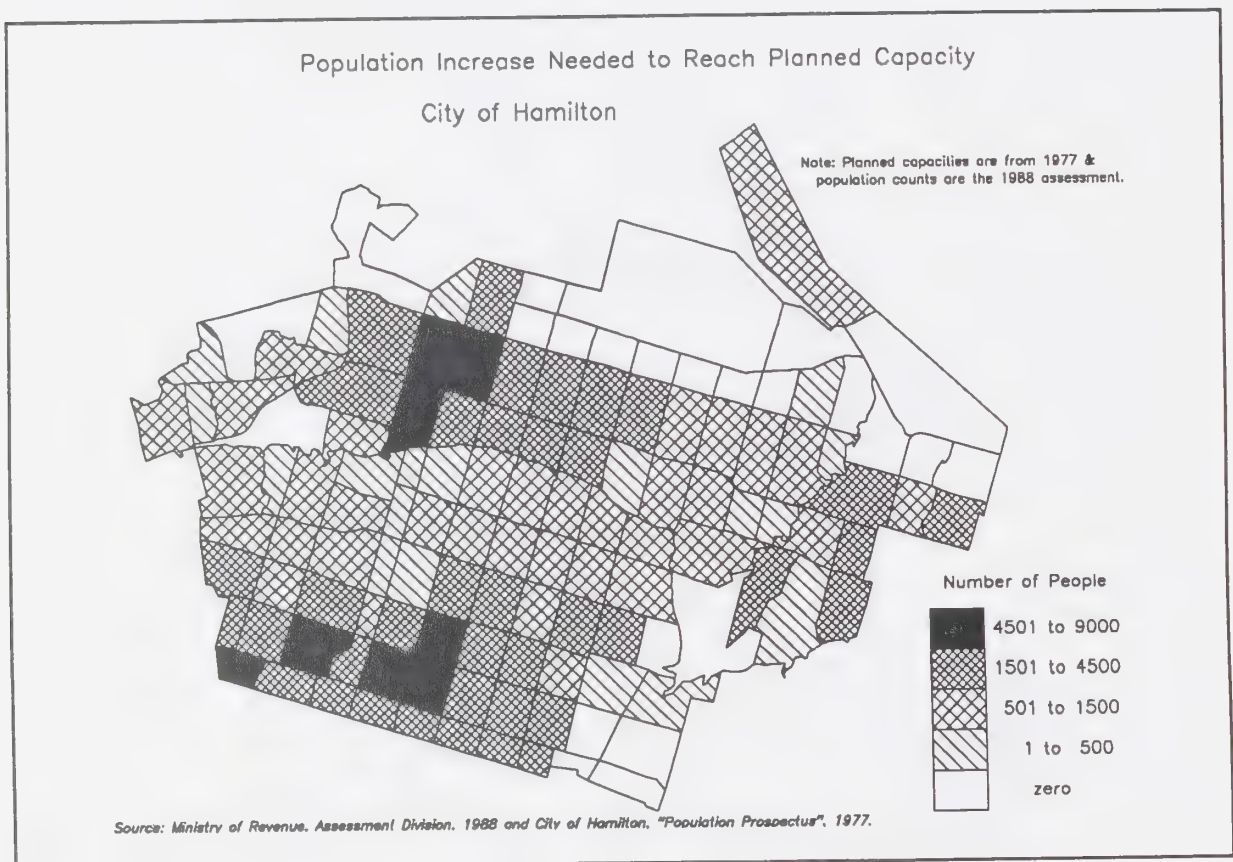 Population Increase Needed to Reach Planned Capacity
City of Hamilton
Note: Planned capacities are from 1977 &
population counts are the 1988 assessment.
Number of People
4501 to 9000
1501 to 4500
501 to 1500
1 to 500
zero
Source: Ministry of Revenue, Assessment Division, 1988 and City of Hamilton, "Population Prospectus", 1977.